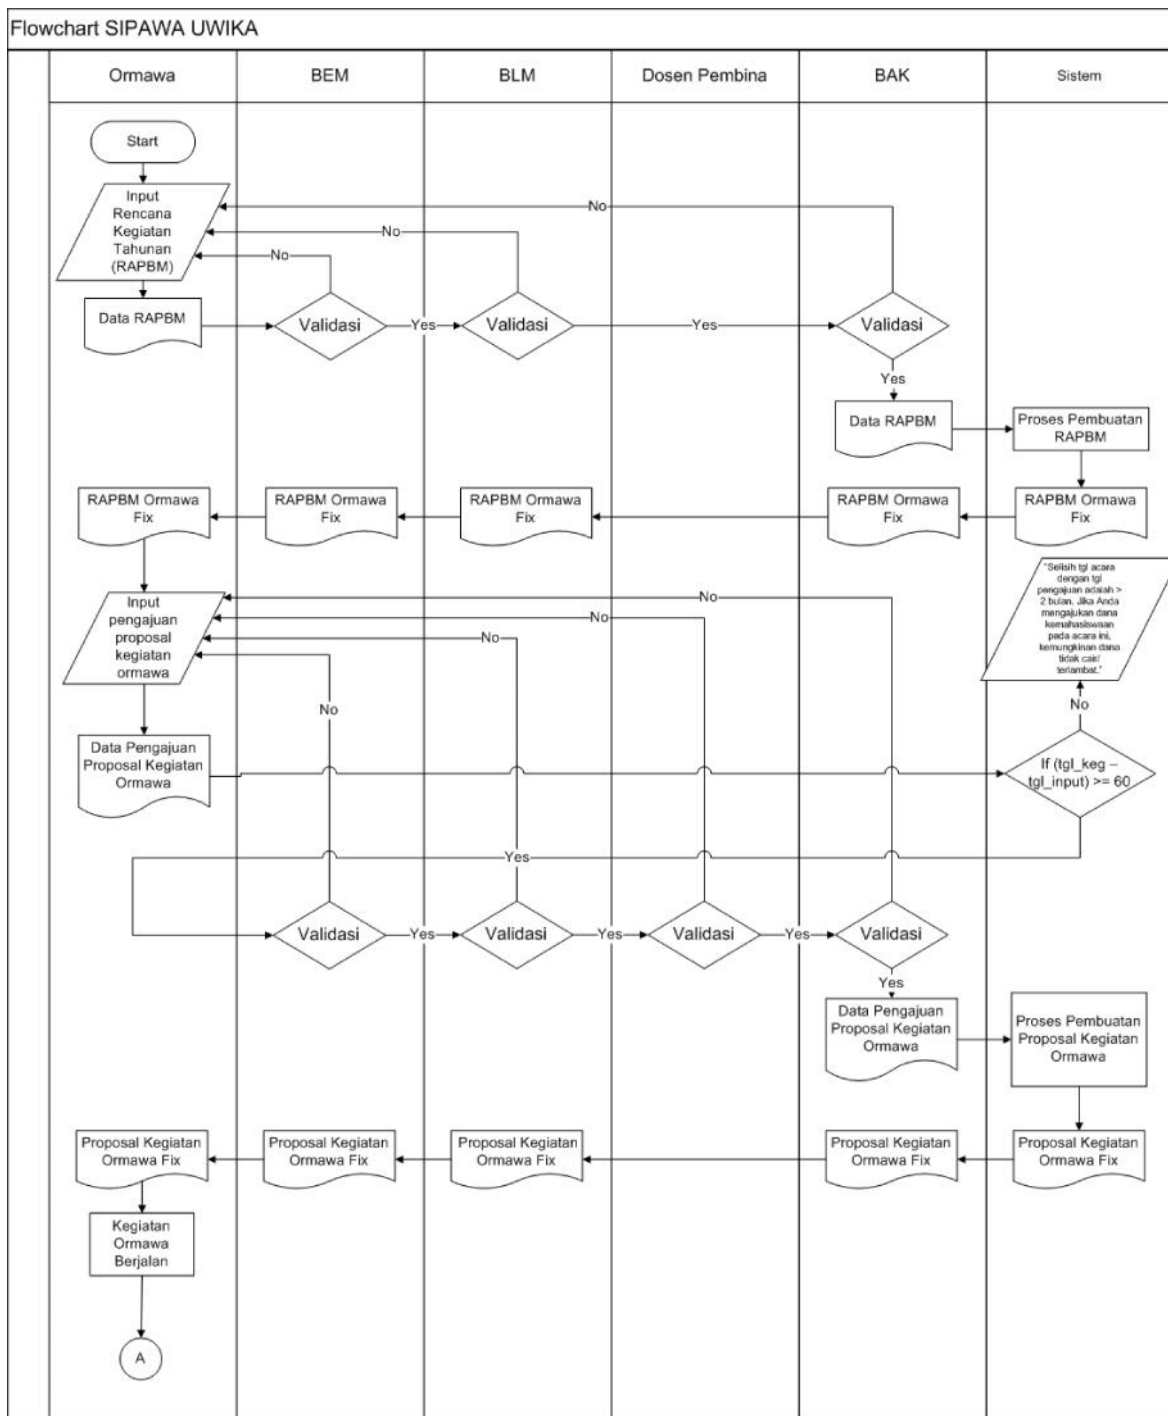 Flowchart SIPAWA UWIKA
Ormawa
BEM
BLM
Dosen Pembina
BAK
Sistem
Start
Input
Rencana
Kegiatan
Tahunan
(RAPBM)
No
No
No
Data RAPBM
Validasi
Yes
Validasi
Yes
Validasi
Yes
Data RAPBM
Proses Pembuatan
RAPBM
RAPBM Ormawa
Fix
RAPBM Ormawa
Fix
RAPBM Ormawa
Fix
RAPBM Ormawa
Fix
RAPBM Ormawa
Fix
Input
pengajuan
proposal
kegiatan
ormawa
No
No
No
No
"Selisih tgl acara
dengan tgl
pengajuan adalah >
2 bulan. Jika Anda
mengajukan dana
kemahasiswaan
pada acara ini,
kemungkinan dana
tidak cair/
terlambat."
No
Data Pengajuan
Proposal Kegiatan
Ormawa
If (tgl_keg –
tgl_input) >= 60
Yes
Validasi
Yes
Validasi
Yes
Validasi
Yes
Validasi
Yes
Data Pengajuan
Proposal Kegiatan
Ormawa
Proses Pembuatan
Proposal Kegiatan
Ormawa
Proposal Kegiatan
Ormawa Fix
Proposal Kegiatan
Ormawa Fix
Proposal Kegiatan
Ormawa Fix
Proposal Kegiatan
Ormawa Fix
Proposal Kegiatan
Ormawa Fix
Kegiatan
Ormawa
Berjalan
A